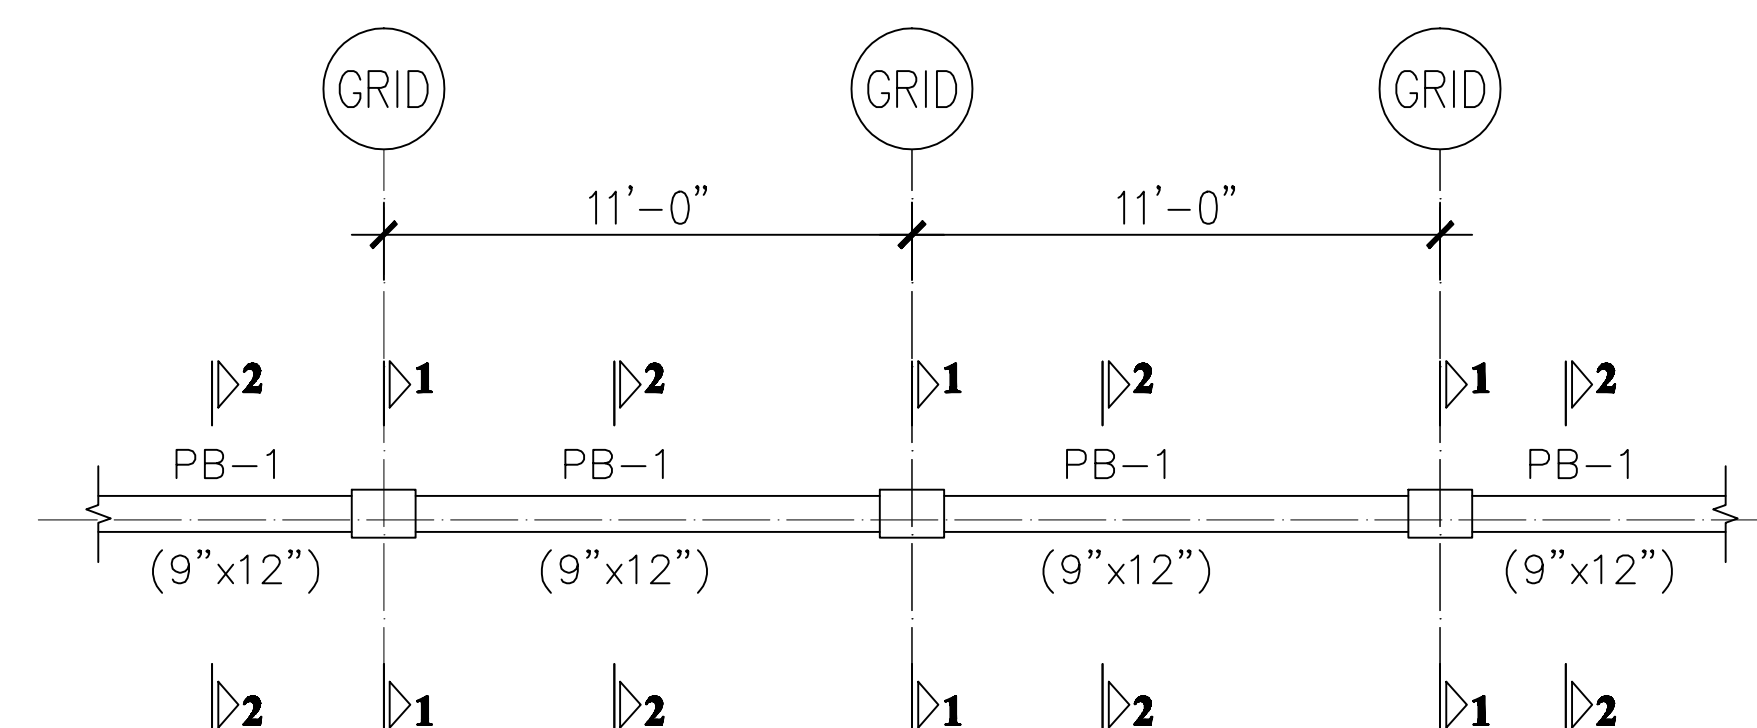 GRID GRID GRID
11'-0" 11'-0"
2 1 2 1 2 1 2
PB-1 PB-1 PB-1 PB-1
(9"x12") (9"x12") (9"x12") (9"x12")
2 1 2 1 2 1 2